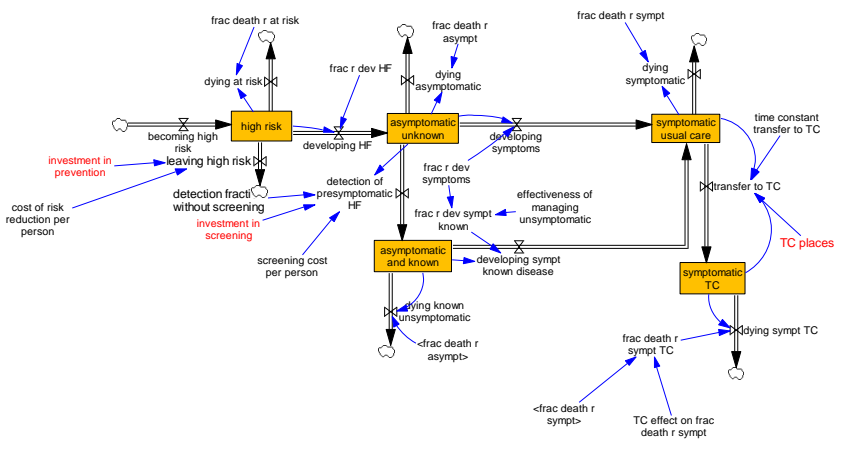 frac death r at risk
frac death r
asympt
frac death r sympt
dying at risk
frac r dev HF
dying
asymptomatic
dying
symptomatic
becoming high
risk
high risk
developing HF
asymptomatic
unknown
developing
symptoms
symptomatic
usual care
time constant
transfer to TC
investment in
prevention
leaving high risk
cost of risk
reduction per
person
detection fracti
without screening
investment in
screening
detection of
presymptomatic
HF
frac r dev
symptoms
frac r dev sympt
known
effectiveness of
managing
unsymptomatic
transfer to TC
TC places
screening cost
per person
asymptomatic
and known
developing sympt
known disease
symptomatic
TC
dying known
unsymptomatic
<frac death r
asympt>
frac death r
sympt TC
dying sympt TC
<frac death r
sympt>
TC effect on frac
death r sympt